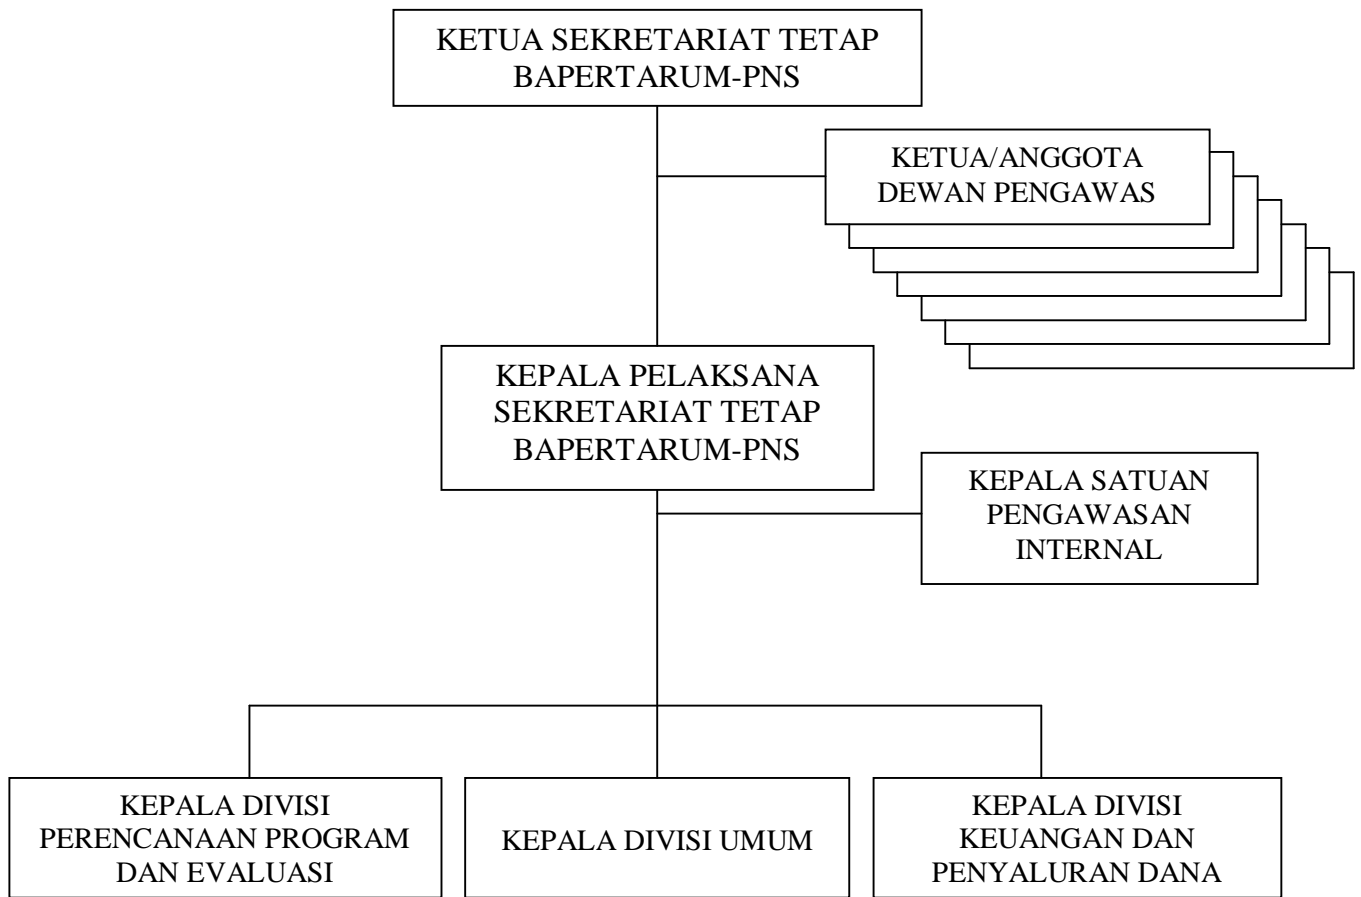 KETUA SEKRETARIAT TETAP
BAPERTARUM-PNS
KETUA/ANGGOTA
DEWAN PENGAWAS
KEPALA PELAKSANA
SEKRETARIAT TETAP
BAPERTARUM-PNS
KEPALA SATUAN
PENGAWASAN
INTERNAL
KEPALA DIVISI
PERENCANAAN PROGRAM
DAN EVALUASI
KEPALA DIVISI UMUM
KEPALA DIVISI
KEUANGAN DAN
PENYALURAN DANA